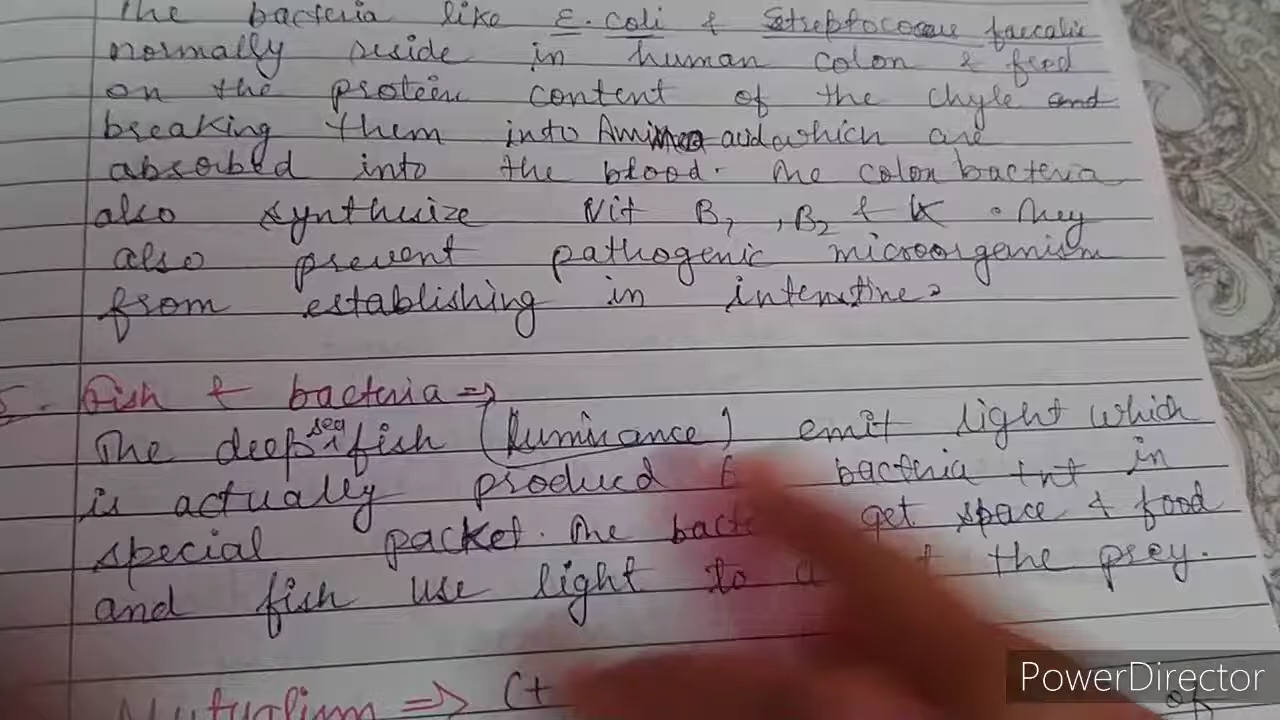 The bacteria like E.coli & Streptococcus faecalis
normally reside in human colon & feed
on the protein content of the chyle and
breaking them into Amino acid which are
absorbed into the blood. The colon bacteria
also synthesize Vit B1, B2 & K. They
also prevent pathogenic microorganism
from establishing in intenstine.
5. Fish & bacteria =>
The deep sea fish (Luminance) emit light which
is actually produced bacteria in
special packet. The get space & food
and fish use light to the prey.
Mutualism => (+
of
PowerDirector